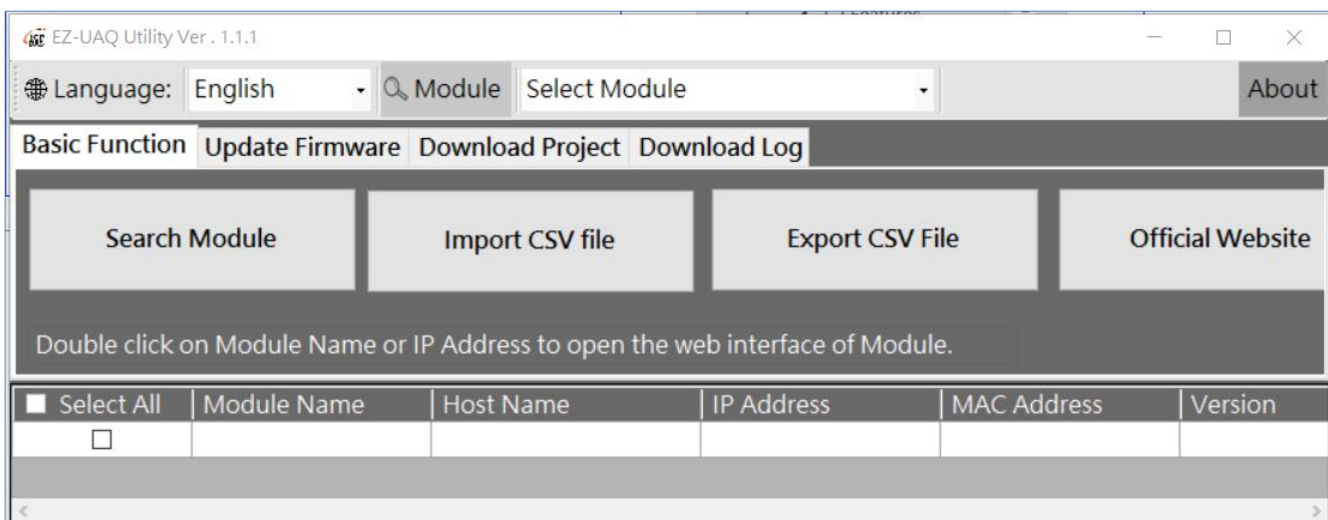 EZ-UAQ Utility Ver . 1.1.1
Language: English Module Select Module About
Basic Function Update Firmware Download Project Download Log
Search Module Import CSV file Export CSV File Official Website
Double click on Module Name or IP Address to open the web interface of Module.
Select All Module Name Host Name IP Address MAC Address Version